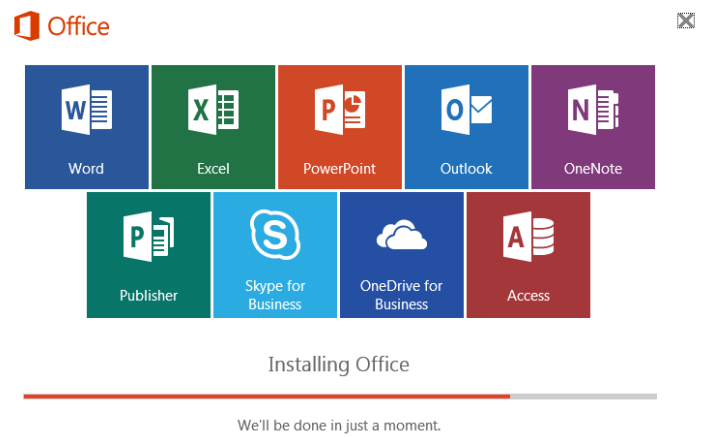 Office
Word
Excel
PowerPoint
Outlook
OneNote
Publisher
Skype for
Business
OneDrive for
Business
Access
Installing Office
We'll be done in just a moment.